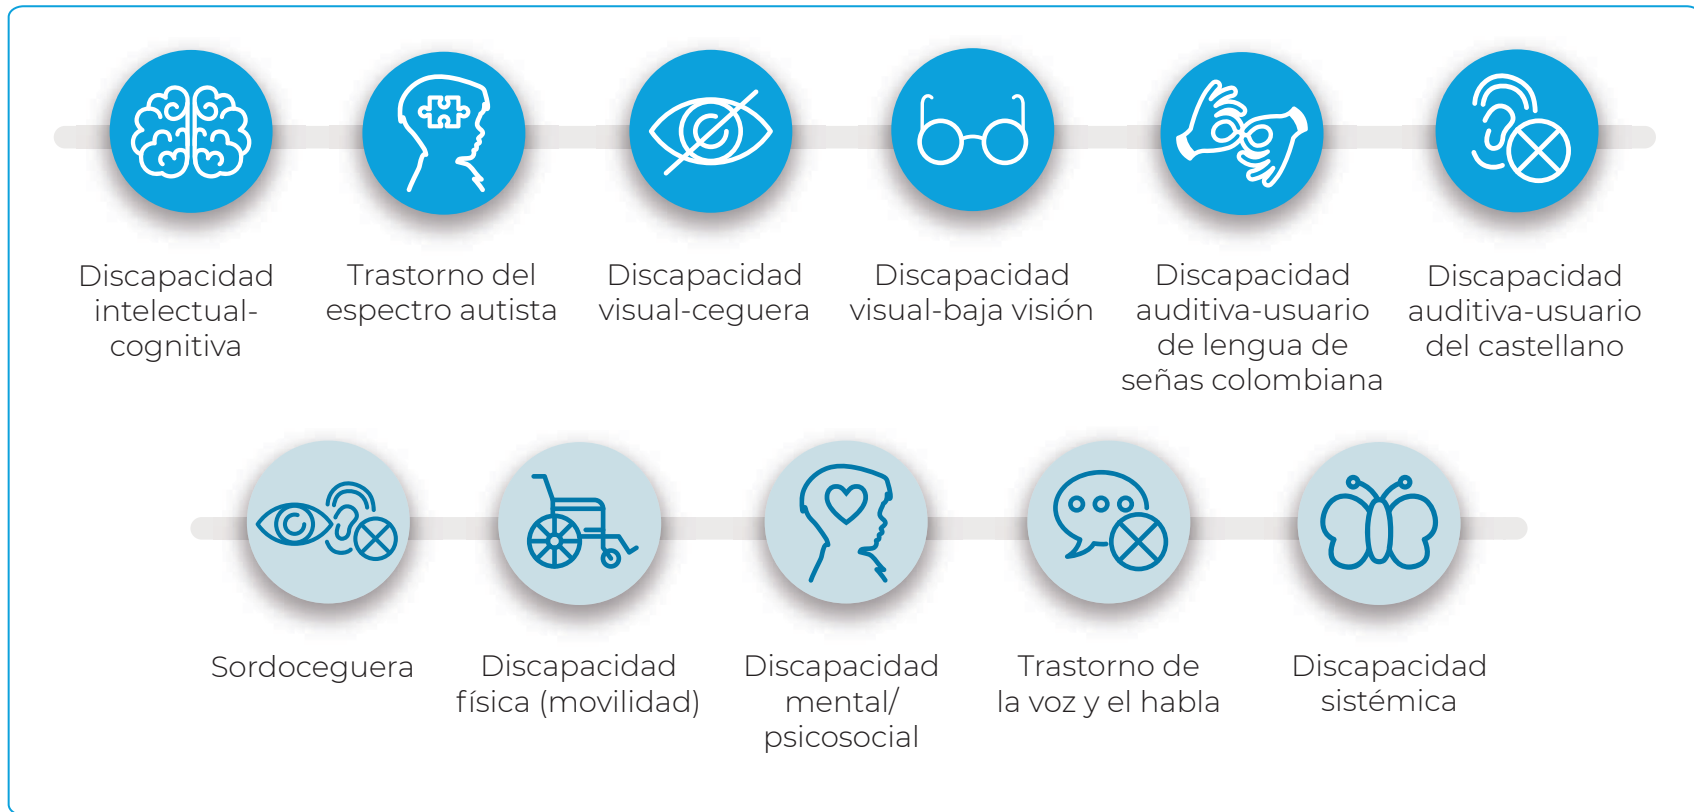 Discapacidad
intelectual-
cognitiva
Trastorno del
espectro autista
Discapacidad
visual-ceguera
Discapacidad
visual-baja visión
Discapacidad
auditiva-usuario
de lengua de
señas colombiana
Discapacidad
auditiva-usuario
del castellano
Sordoceguera
Discapacidad
física (movilidad)
Discapacidad
mental/
psicosocial
Trastorno de
la voz y el habla
Discapacidad
sistémica